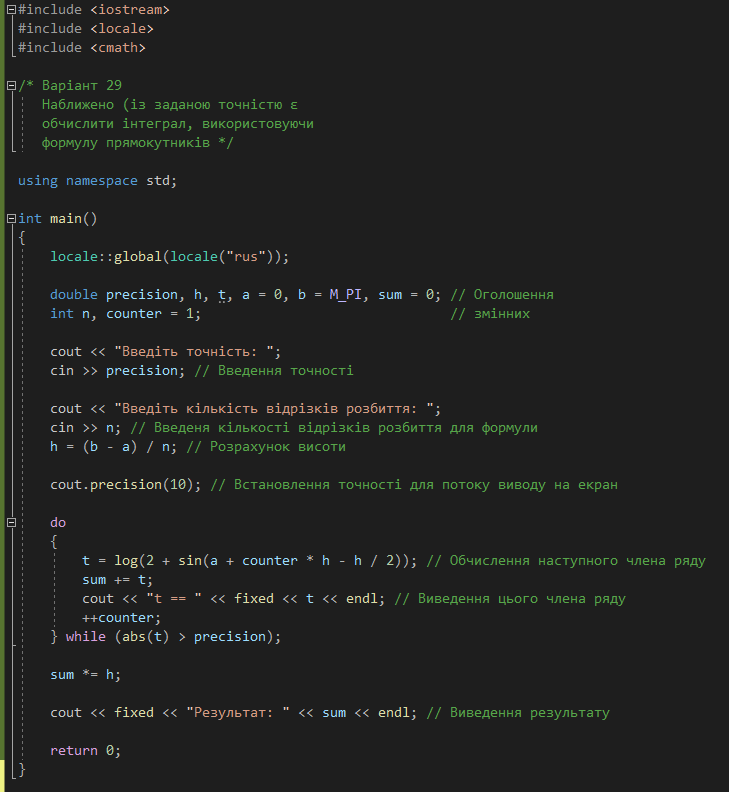 #include <iostream>
#include <locale>
#include <cmath>
/* Варіант 29
Наближено (із заданою точністю ε
обчислити інтеграл, використовуючи
формулу прямокутників */
using namespace std;
int main()
{
locale::global(locale("rus"));
double precision, h, t, a = 0, b = M_PI, sum = 0; // Оголошення
int n, counter = 1; // змінних
cout << "Введіть точність: ";
cin >> precision; // Введення точності
cout << "Введіть кількість відрізків розбиття: ";
cin >> n; // Введеня кількості відрізків розбиття для формули
h = (b - a) / n; // Розрахунок висоти
cout.precision(10); // Встановлення точності для потоку виводу на екран
do
{
t = log(2 + sin(a + counter * h - h / 2)); // Обчислення наступного члена ряду
sum += t;
cout << "t == " << fixed << t << endl; // Виведення цього члена ряду
++counter;
} while (abs(t) > precision);
sum *= h;
cout << fixed << "Результат: " << sum << endl; // Виведення результату
return 0;
}